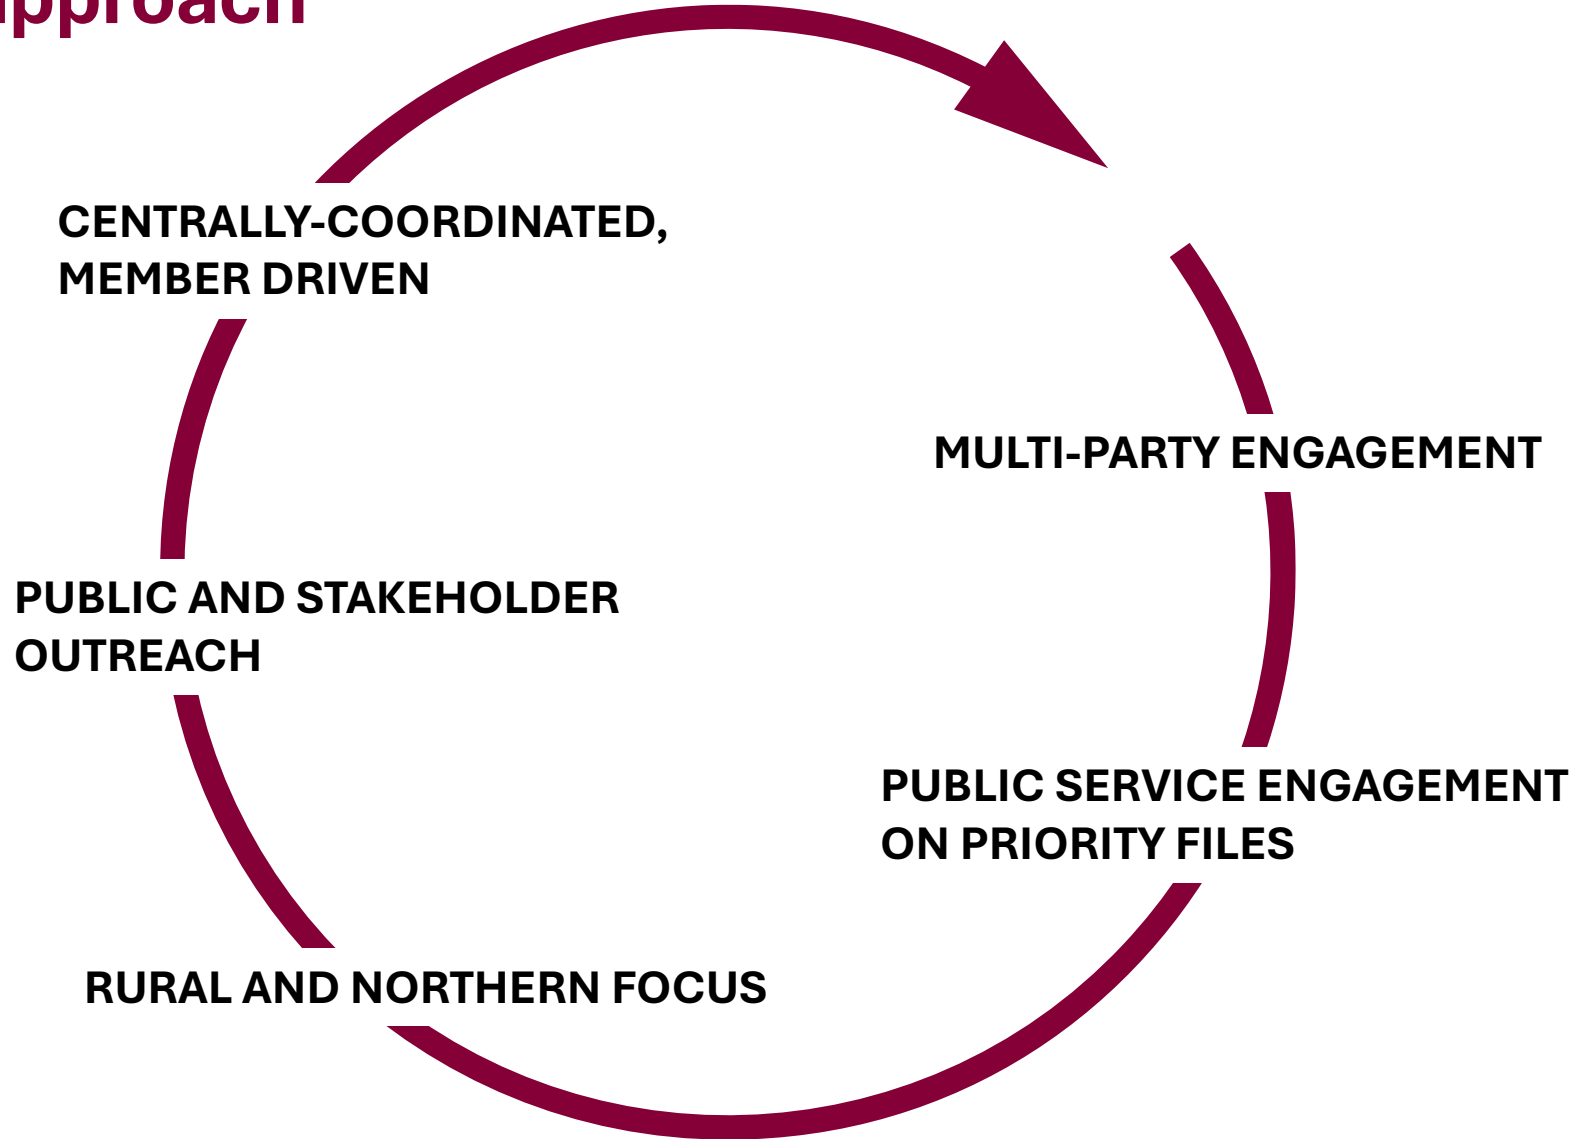 approach
CENTRALLY-COORDINATED,
MEMBER DRIVEN
MULTI-PARTY ENGAGEMENT
PUBLIC AND STAKEHOLDER
OUTREACH
PUBLIC SERVICE ENGAGEMENT
ON PRIORITY FILES
RURAL AND NORTHERN FOCUS